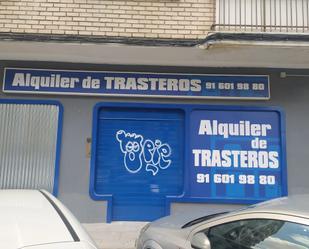 Alquiler de TRASTEROS 91 601 98 80
Alquiler
de
TRASTEROS
91 601 98 80